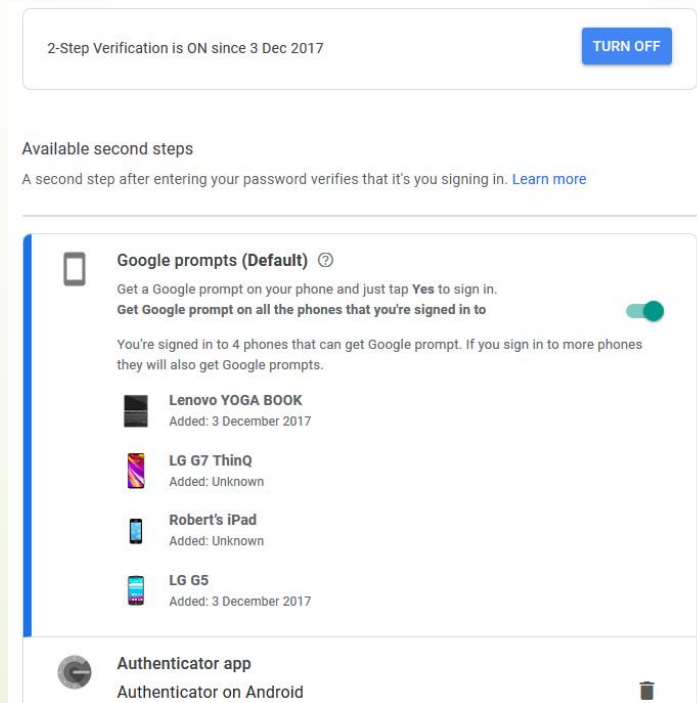 2-Step Verification is ON since 3 Dec 2017
TURN OFF
Available second steps
A second step after entering your password verifies that it's you signing in. Learn more
Google prompts (Default)
Get a Google prompt on your phone and just tap Yes to sign in.
Get Google prompt on all the phones that you're signed in to
You're signed in to 4 phones that can get Google prompt. If you sign in to more phones
they will also get Google prompts.
Lenovo YOGA BOOK
Added: 3 December 2017
LG G7 ThinQ
Added: Unknown
Robert's iPad
Added: Unknown
LG G5
Added: 3 December 2017
Authenticator app
Authenticator on Android